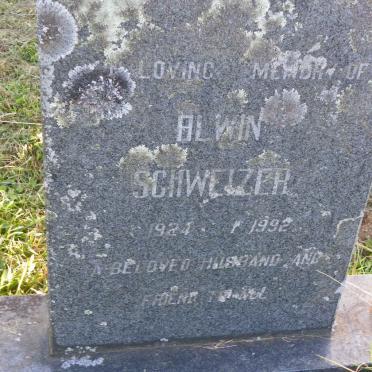 LOVING MEMORY OF
ALWIN
SCHWEIZER
* 1924 † 1992
A BELOVED HUSBAND AND
FRIEND TO ALL